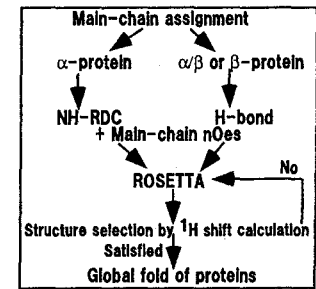 Main-chain assignment
α-protein α/β or β-protein
NH-RDC H-bond
+ Main-chain nOes
No
ROSETTA
Structure selection by ¹H shift calculation
Satisfied
Global fold of proteins